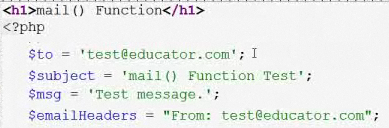 <h1>mail() Function</h1>
<?php
$to = 'test@educator.com';
$subject = 'mail() Function Test';
$msg = 'Test message.';
$emailHeaders = "From: test@educator.com";